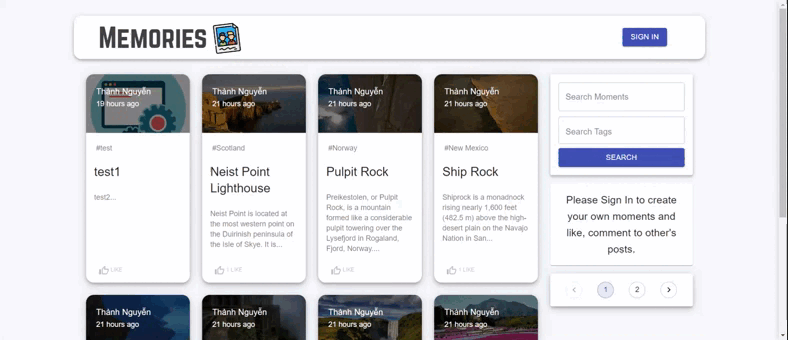 Memories
SIGN IN
Thành Nguyễn
19 hours ago
#test
test1
test2...
LIKE
Thành Nguyễn
21 hours ago
#Scotland
Neist Point
Lighthouse
Neist Point is located at
the most western point on
the Duirinish peninsula of
the Isle of Skye. It is...
1 LIKE
Thành Nguyễn
21 hours ago
#Norway
Pulpit Rock
Preikestolen, or Pulpit
Rock, is a mountain
formed like a considerable
pulpit towering over the
Lysefjord in Rogaland,
Fjord, Norway....
LIKE
Thành Nguyễn
21 hours ago
#New Mexico
Ship Rock
Shiprock is a monadnock
rising nearly 1,600 feet
(482.5 m) above the high-
desert plain on the Navajo
Nation in San...
1 LIKE
Search Moments
Search Tags
SEARCH
Please Sign In to create
your own moments and
like, comment to other's
posts.
1
2
Thành Nguyễn
21 hours ago
Thành Nguyễn
21 hours ago
Thành Nguyễn
21 hours ago
Thành Nguyễn
21 hours ago